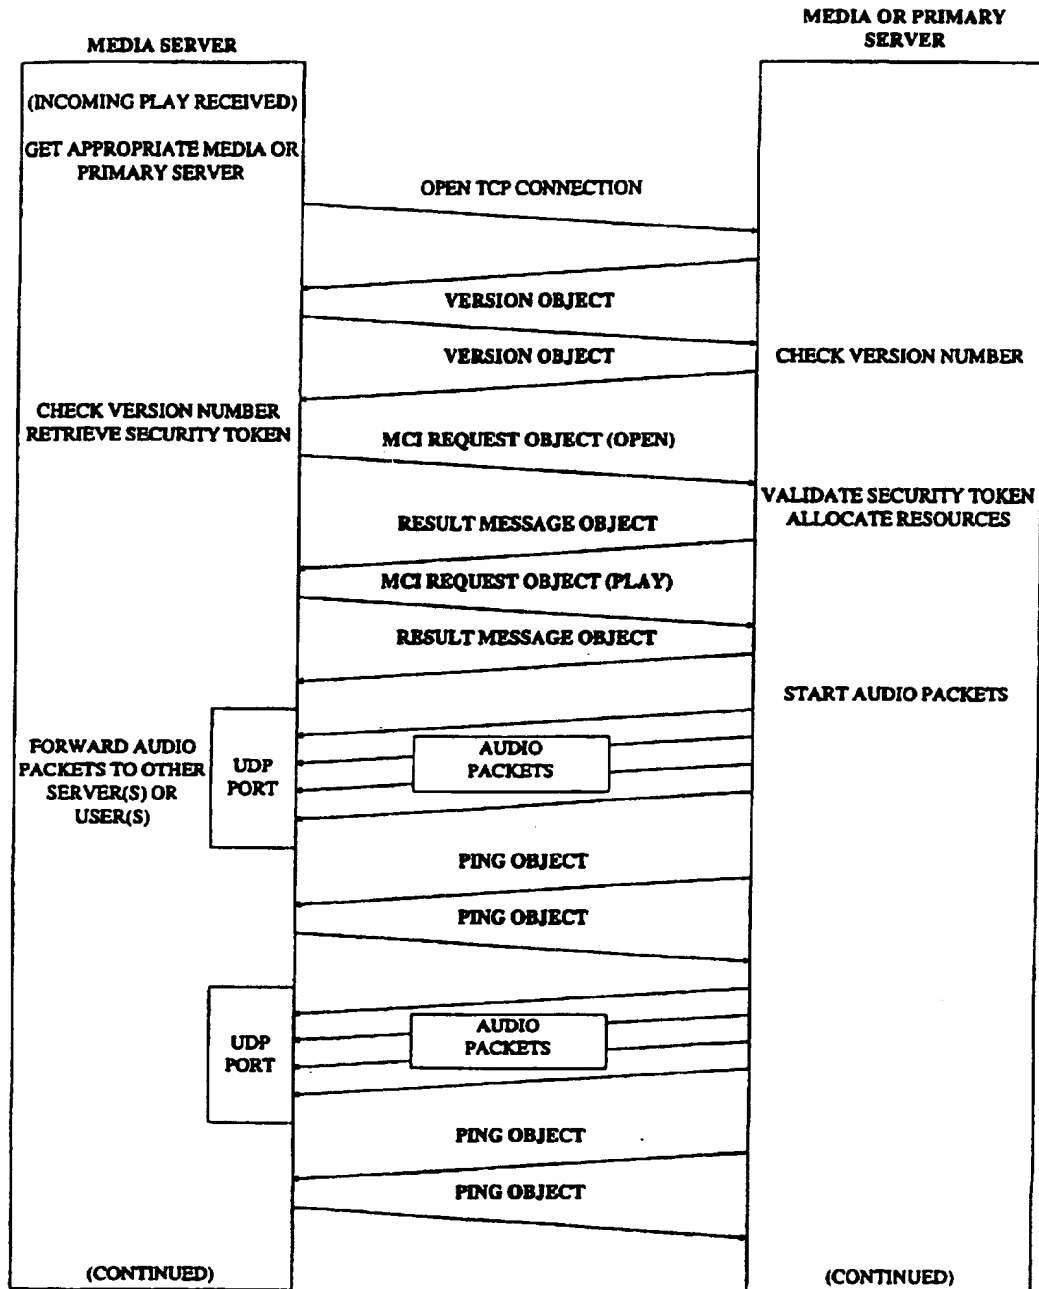 MEDIA SERVER
MEDIA OR PRIMARY
SERVER
(INCOMING PLAY RECEIVED)
GET APPROPRIATE MEDIA OR
PRIMARY SERVER
OPEN TCP CONNECTION
VERSION OBJECT
VERSION OBJECT
CHECK VERSION NUMBER
CHECK VERSION NUMBER
RETRIEVE SECURITY TOKEN
MCI REQUEST OBJECT (OPEN)
VALIDATE SECURITY TOKEN
ALLOCATE RESOURCES
RESULT MESSAGE OBJECT
MCI REQUEST OBJECT (PLAY)
RESULT MESSAGE OBJECT
START AUDIO PACKETS
FORWARD AUDIO
PACKETS TO OTHER
SERVER(S) OR
USER(S)
UDP
PORT
AUDIO
PACKETS
PING OBJECT
PING OBJECT
UDP
PORT
AUDIO
PACKETS
PING OBJECT
PING OBJECT
(CONTINUED)
(CONTINUED)